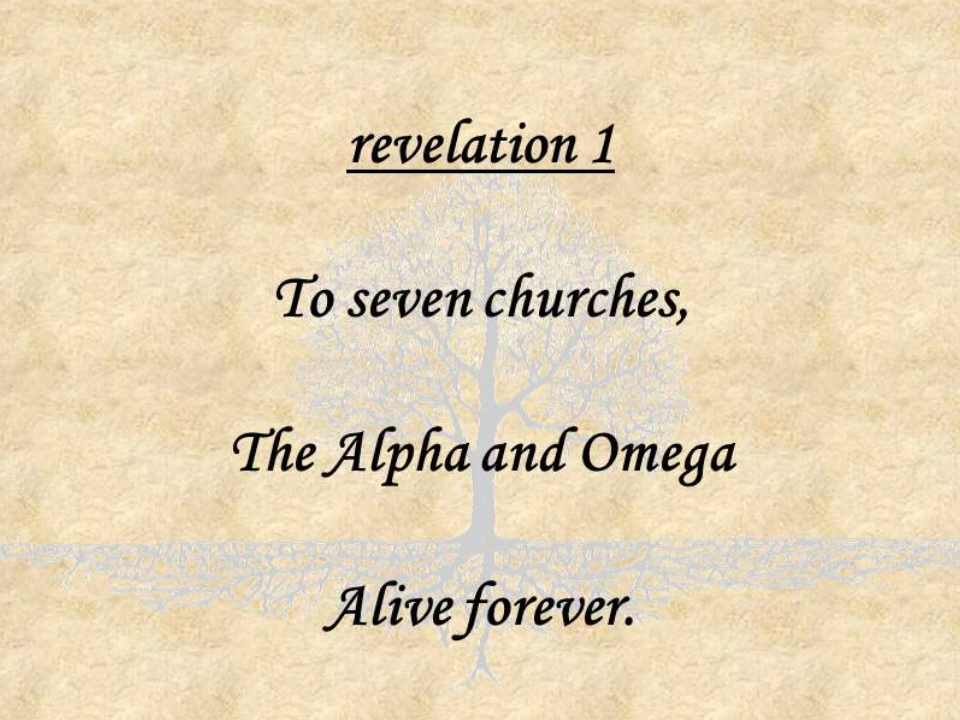 revelation 1
To seven churches,
The Alpha and Omega
Alive forever.